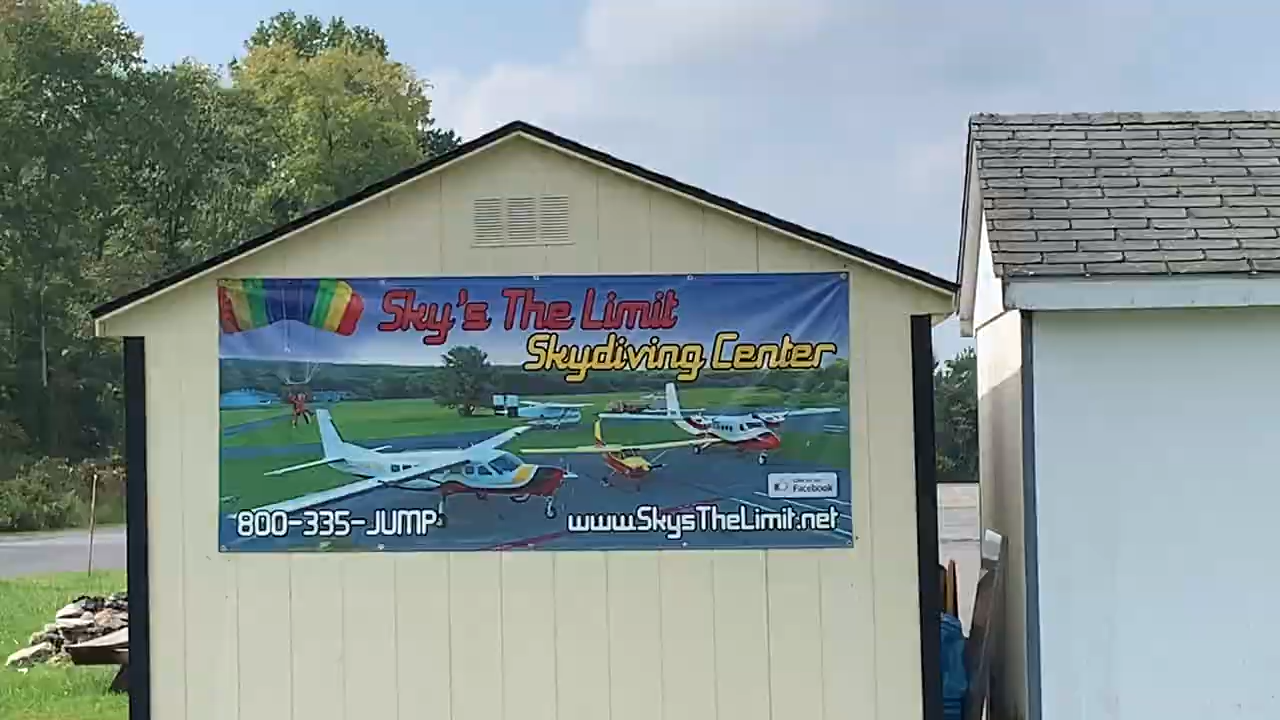 Sky's The Limit
Skydiving Center
Facebook
800-335-JUMP
www.SkysTheLimit.net